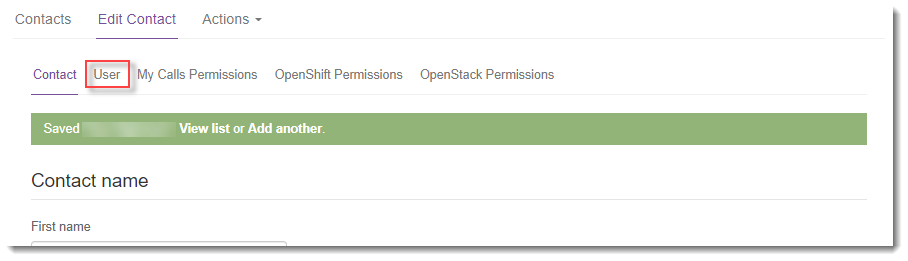 Contacts Edit Contact Actions
Contact User My Calls Permissions OpenShift Permissions OpenStack Permissions
Saved View list or Add another.
Contact name
First name